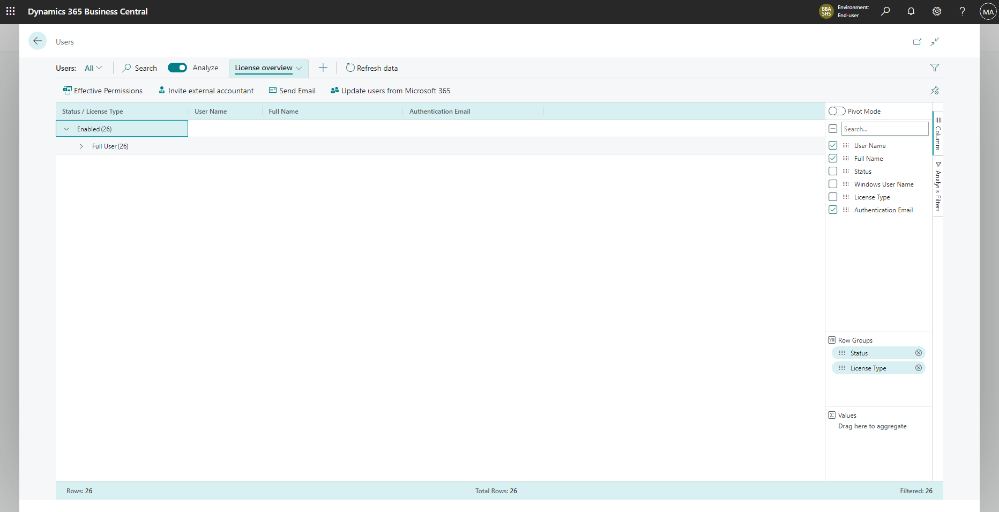 Dynamics 365 Business Central
BBA
SHS
Environment:
End-user
?
MA
Users
Users: All
Search
Analyze
License overview
Refresh data
Effective Permissions
Invite external accountant
Send Email
Update users from Microsoft 365
Status / License Type
User Name
Full Name
Authentication Email
Enabled (26)
Full User (26)
Pivot Mode
Search...
User Name
Full Name
Status
Windows User Name
License Type
Authentication Email
Columns
Analysis Filters
Row Groups
Status
License Type
Values
Drag here to aggregate
Rows: 26
Total Rows: 26
Filtered: 26